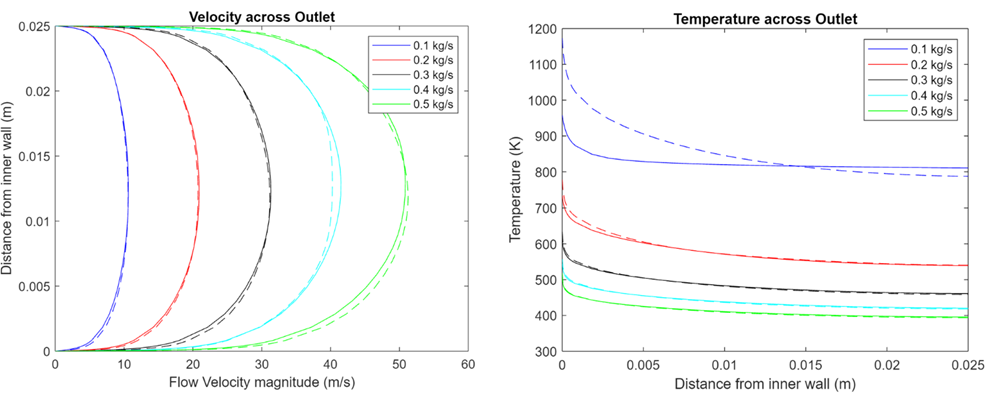 Velocity across Outlet
0.025
0.02
0.015
0.01
0.005
0
Distance from inner wall (m)
0 10 20 30 40 50 60
Flow Velocity magnitude (m/s)
0.1 kg/s
0.2 kg/s
0.3 kg/s
0.4 kg/s
0.5 kg/s
Temperature across Outlet
1200
1100
1000
900
800
700
600
500
400
300
Temperature (K)
0 0.005 0.01 0.015 0.02 0.025
Distance from inner wall (m)
0.1 kg/s
0.2 kg/s
0.3 kg/s
0.4 kg/s
0.5 kg/s